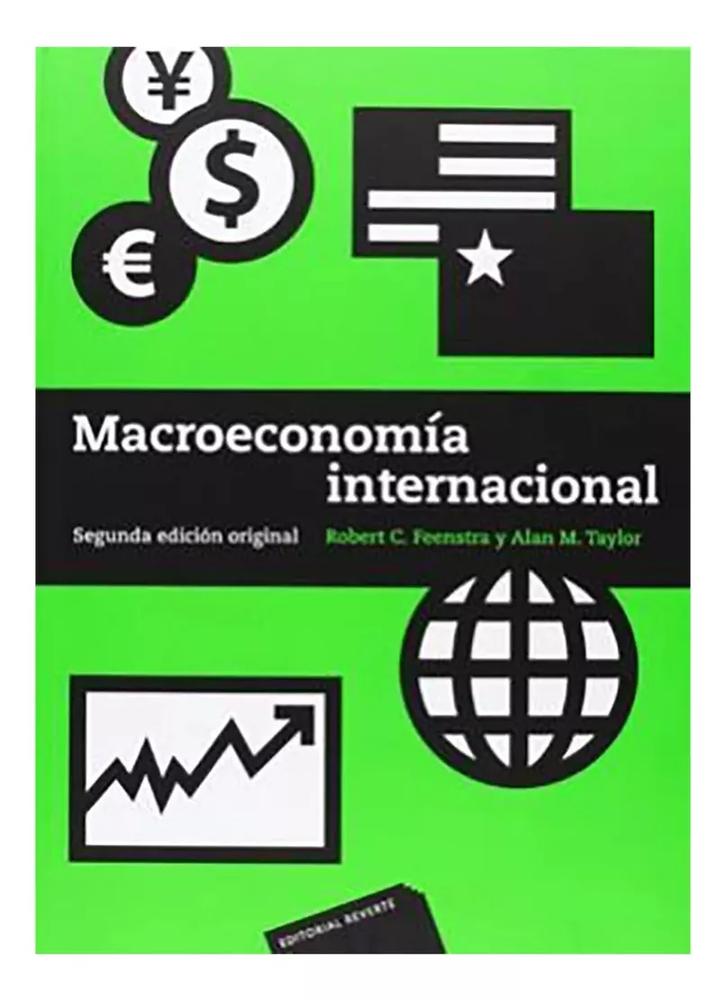 ¥
$
€
Macroeconomía
internacional
Segunda edición original Robert C. Feenstra y Alan M. Taylor
EDITORIAL REVERTÉ